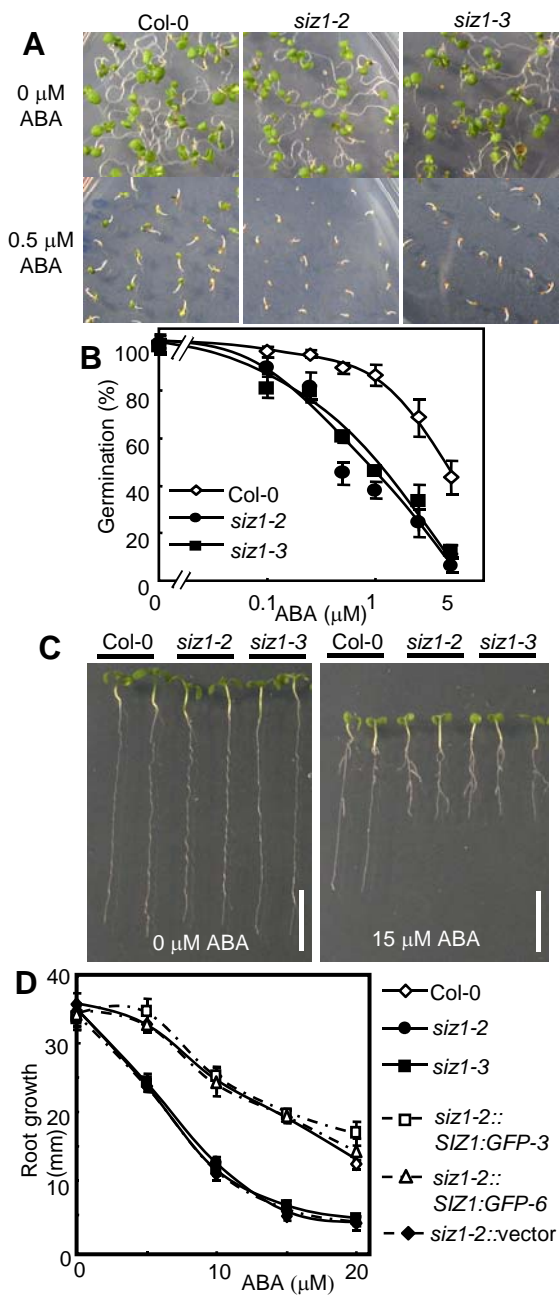 A
Col-0 siz1-2 siz1-3
0 μM
ABA
0.5 μM
ABA
B
Germination (%)
100
80
60
40
20
0
Col-0
siz1-2
siz1-3
0 0.1 1 5
ABA (μM)
C
Col-0 siz1-2 siz1-3 Col-0 siz1-2 siz1-3
0 μM ABA 15 μM ABA
D
Root growth
(mm)
40
30
20
10
0
0 10 20
ABA (μM)
Col-0
siz1-2
siz1-3
siz1-2::
SIZ1:GFP-3
siz1-2::
SIZ1:GFP-6
siz1-2::vector